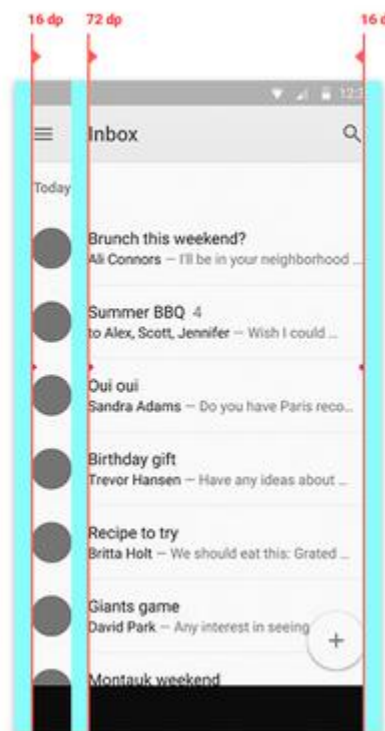 16 dp 72 dp 16 d
12:3
Inbox
Today
Brunch this weekend?
Ali Connors — I'll be in your neighborhood ...
Summer BBQ 4
to Alex, Scott, Jennifer — Wish I could ...
Oui oui
Sandra Adams — Do you have Paris reco...
Birthday gift
Trevor Hansen — Have any ideas about ...
Recipe to try
Britta Holt — We should eat this: Grated ...
Giants game
David Park — Any interest in seeing
Montauk weekend